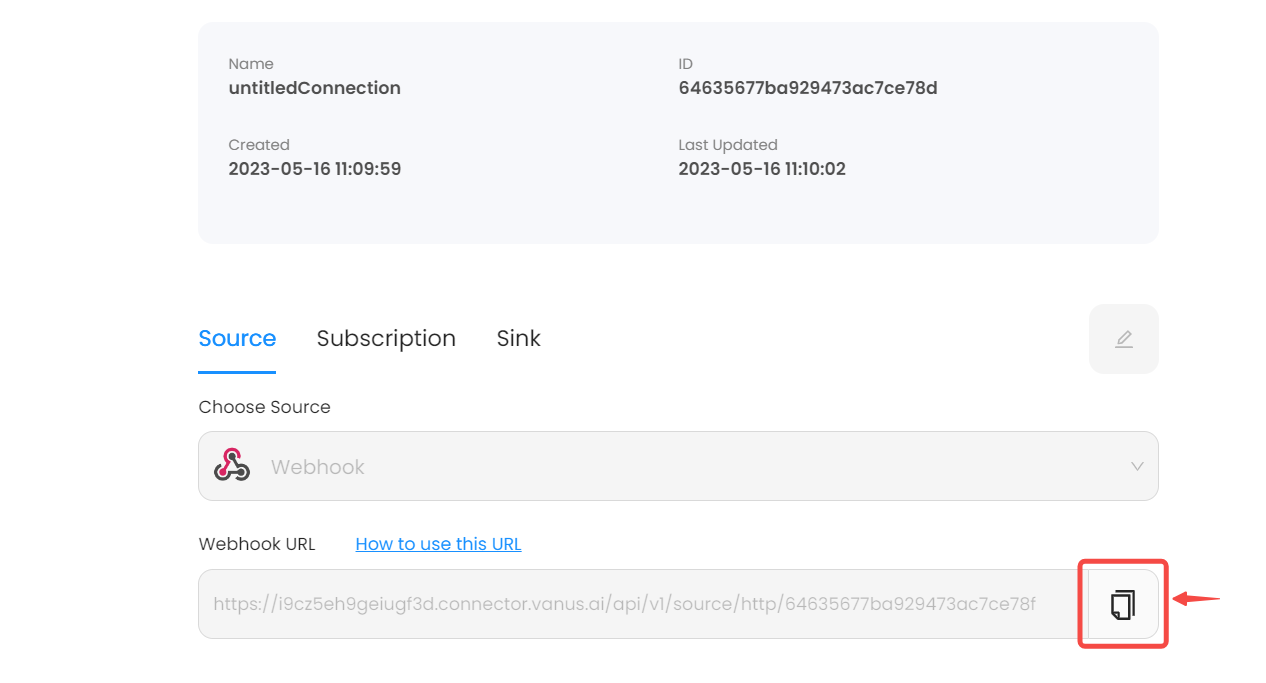 Name
untitledConnection
ID
64635677ba929473ac7ce78d
Created
2023-05-16 11:09:59
Last Updated
2023-05-16 11:10:02
Source Subscription Sink
Choose Source
Webhook
Webhook URL How to use this URL
https://i9cz5eh9geiugf3d.connector.vanus.ai/api/v1/source/http/64635677ba929473ac7ce78f